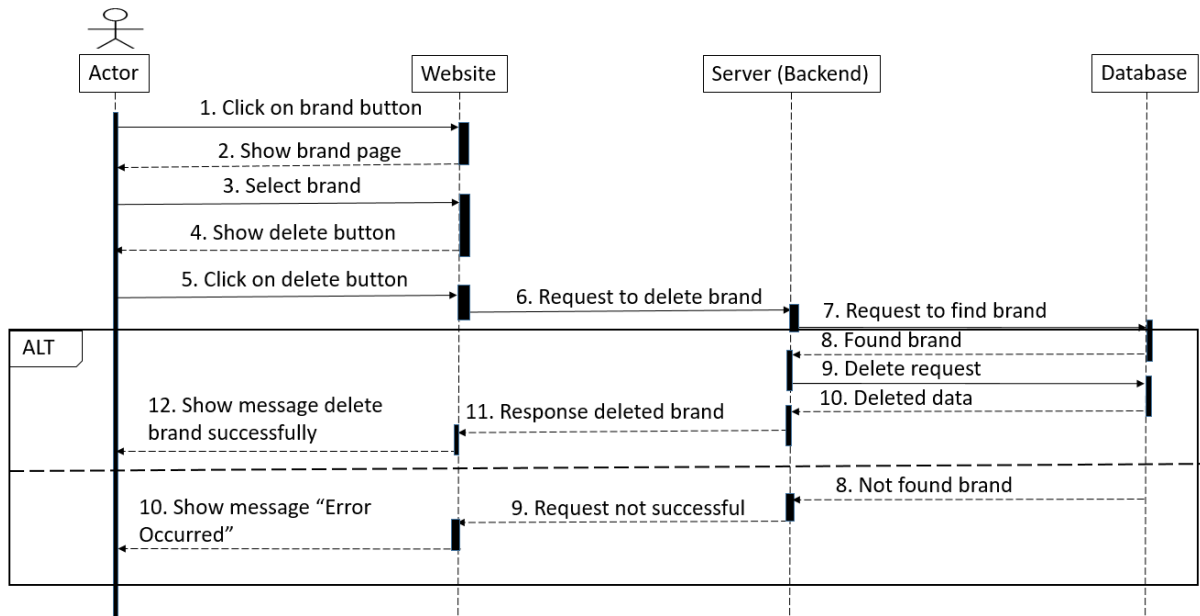 Actor
Website
Server (Backend)
Database
1. Click on brand button
2. Show brand page
3. Select brand
4. Show delete button
5. Click on delete button
6. Request to delete brand
7. Request to find brand
ALT
8. Found brand
9. Delete request
10. Deleted data
11. Response deleted brand
12. Show message delete
brand successfully
8. Not found brand
9. Request not successful
10. Show message “Error
Occurred”